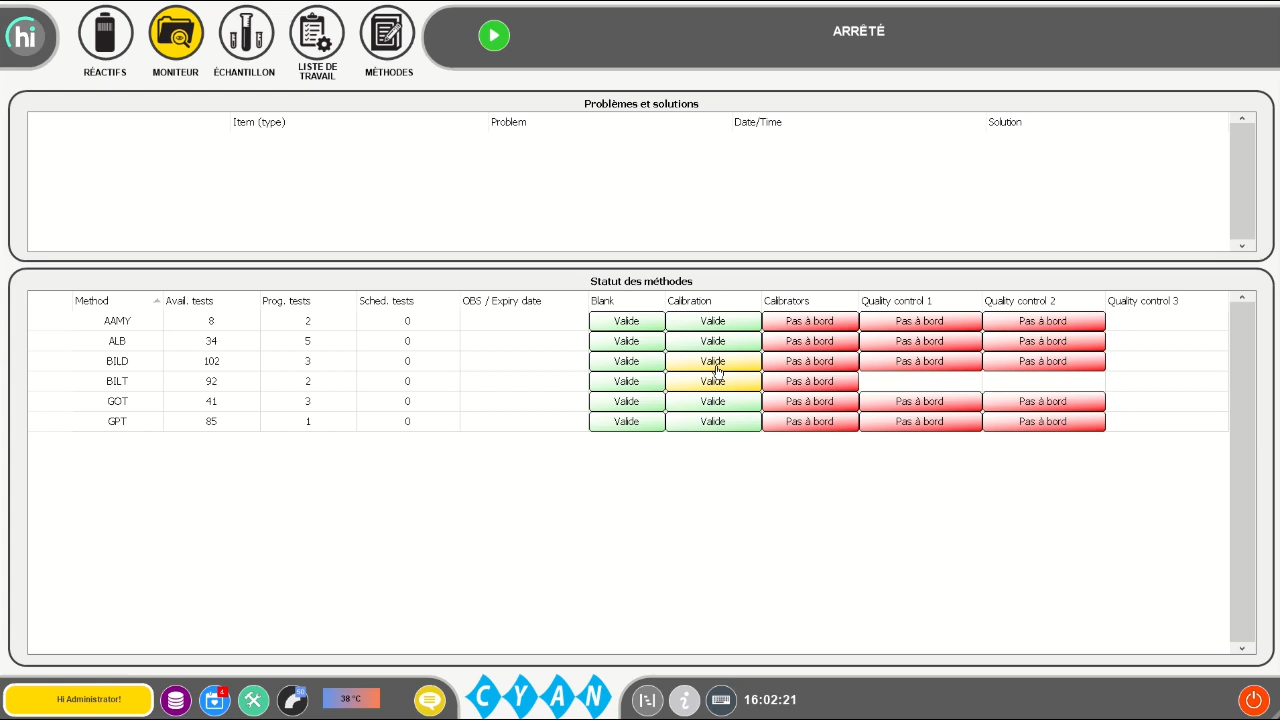 hi
ARRÊTÉ
RÉACTIFS MONITEUR ÉCHANTILLON LISTE DE TRAVAIL MÉTHODES
Problèmes et solutions
Item (type) Problem Date/Time Solution
Statut des méthodes
Method Avail. tests Prog. tests Sched. tests OBS / Expiry date Blank Calibration Calibrators Quality control 1 Quality control 2 Quality control 3
AAMY 8 2 0 Valide Valide Pas à bord Pas à bord Pas à bord
ALB 34 5 0 Valide Valide Pas à bord Pas à bord Pas à bord
BILD 102 3 0 Valide Valide Pas à bord Pas à bord Pas à bord
BILT 92 2 0 Valide Valide Pas à bord
GOT 41 3 0 Valide Valide Pas à bord Pas à bord Pas à bord
GPT 85 1 0 Valide Valide Pas à bord Pas à bord Pas à bord
Hi Administrator! 4 50 38 °C CYAN 16:02:21